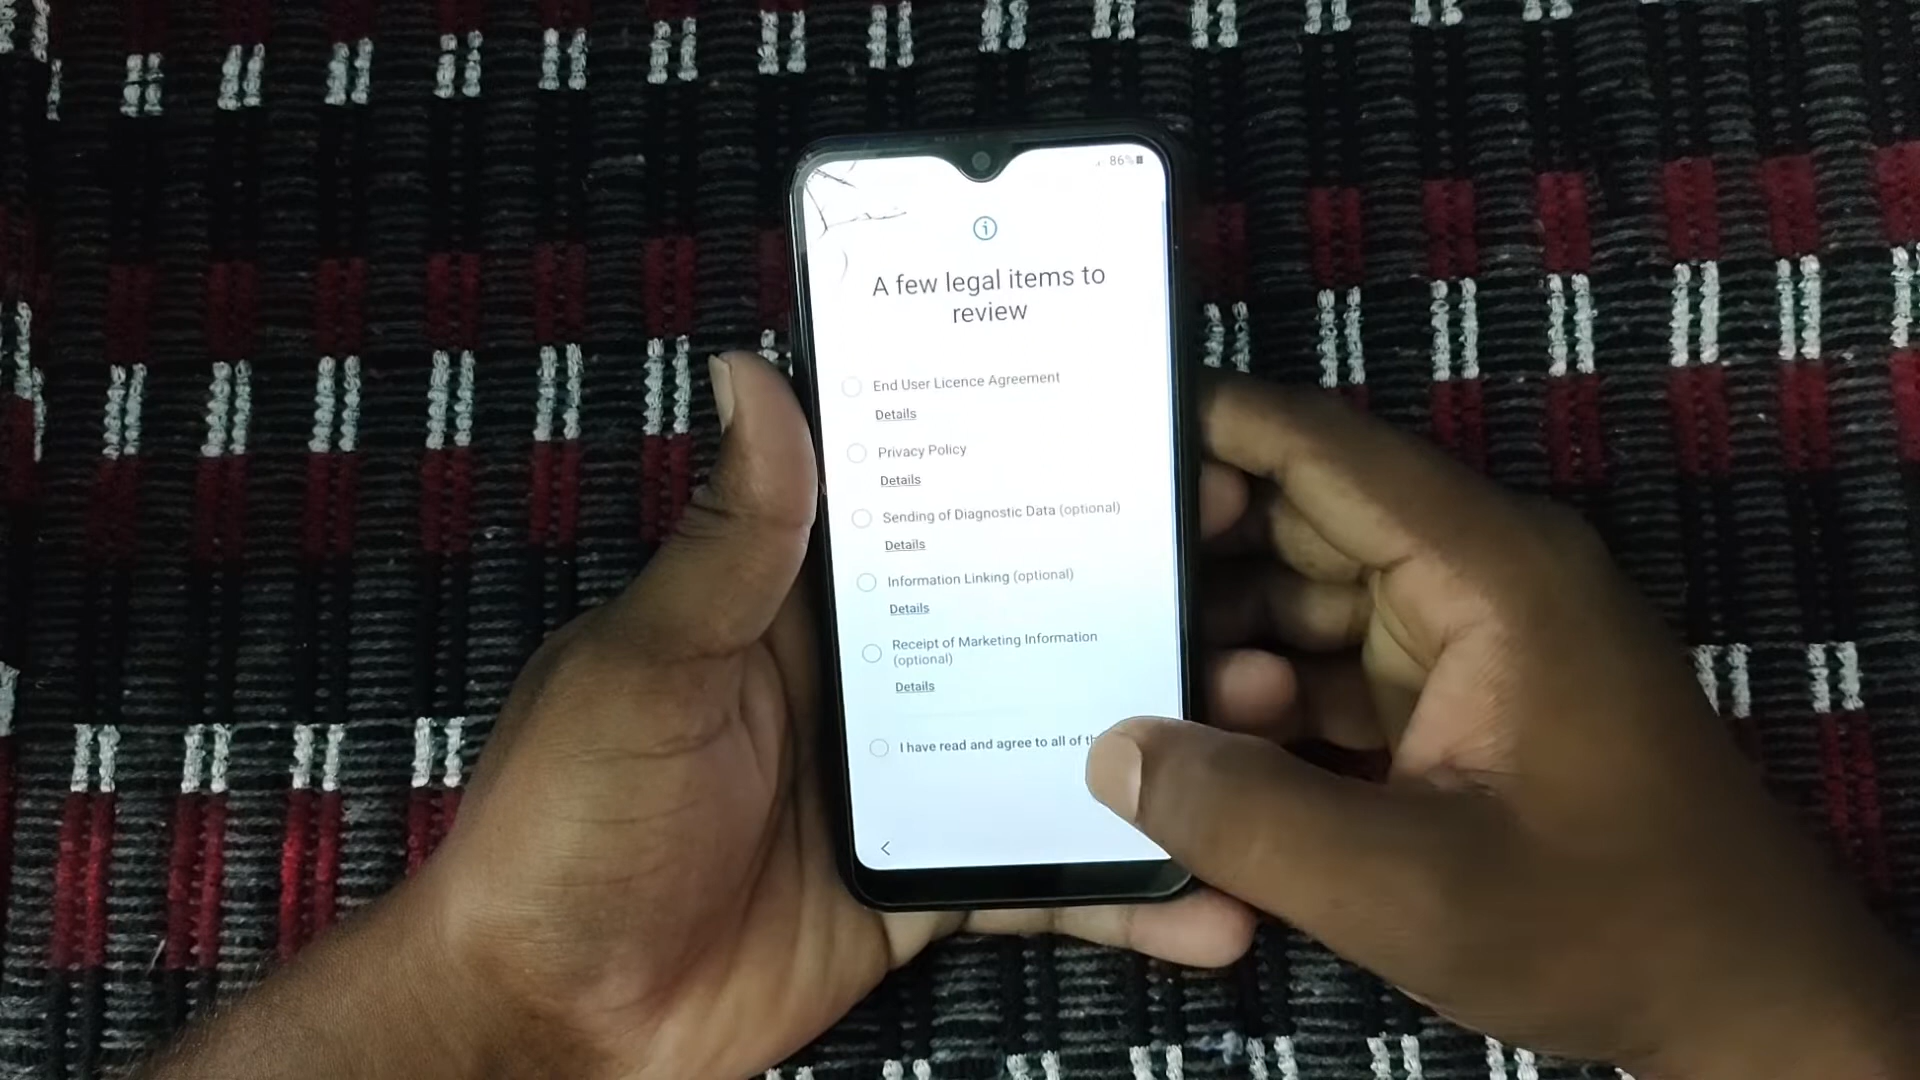 86%
A few legal items to
review
End User Licence Agreement
Details
Privacy Policy
Details
Sending of Diagnostic Data (optional)
Details
Information Linking (optional)
Details
Receipt of Marketing Information
(optional)
Details
I have read and agree to all of